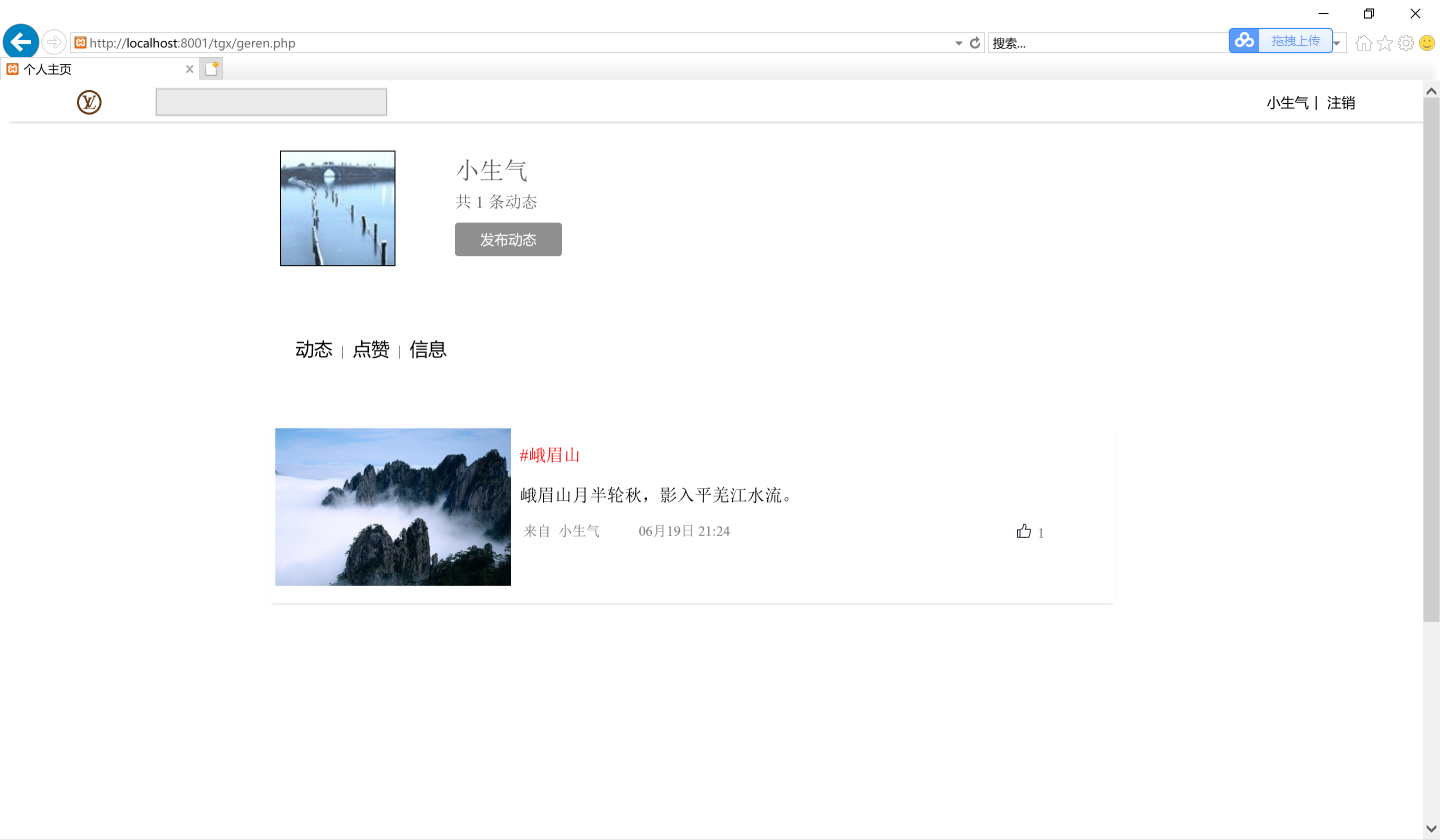 http://localhost:8001/tgx/geren.php
搜索...
拖拽上传
个人主页
小生气 | 注销
小生气
共 1 条动态
发布动态
动态 | 点赞 | 信息
#峨眉山
峨眉山月半轮秋，影入平羌江水流。
来自 小生气 06月19日 21:24
1